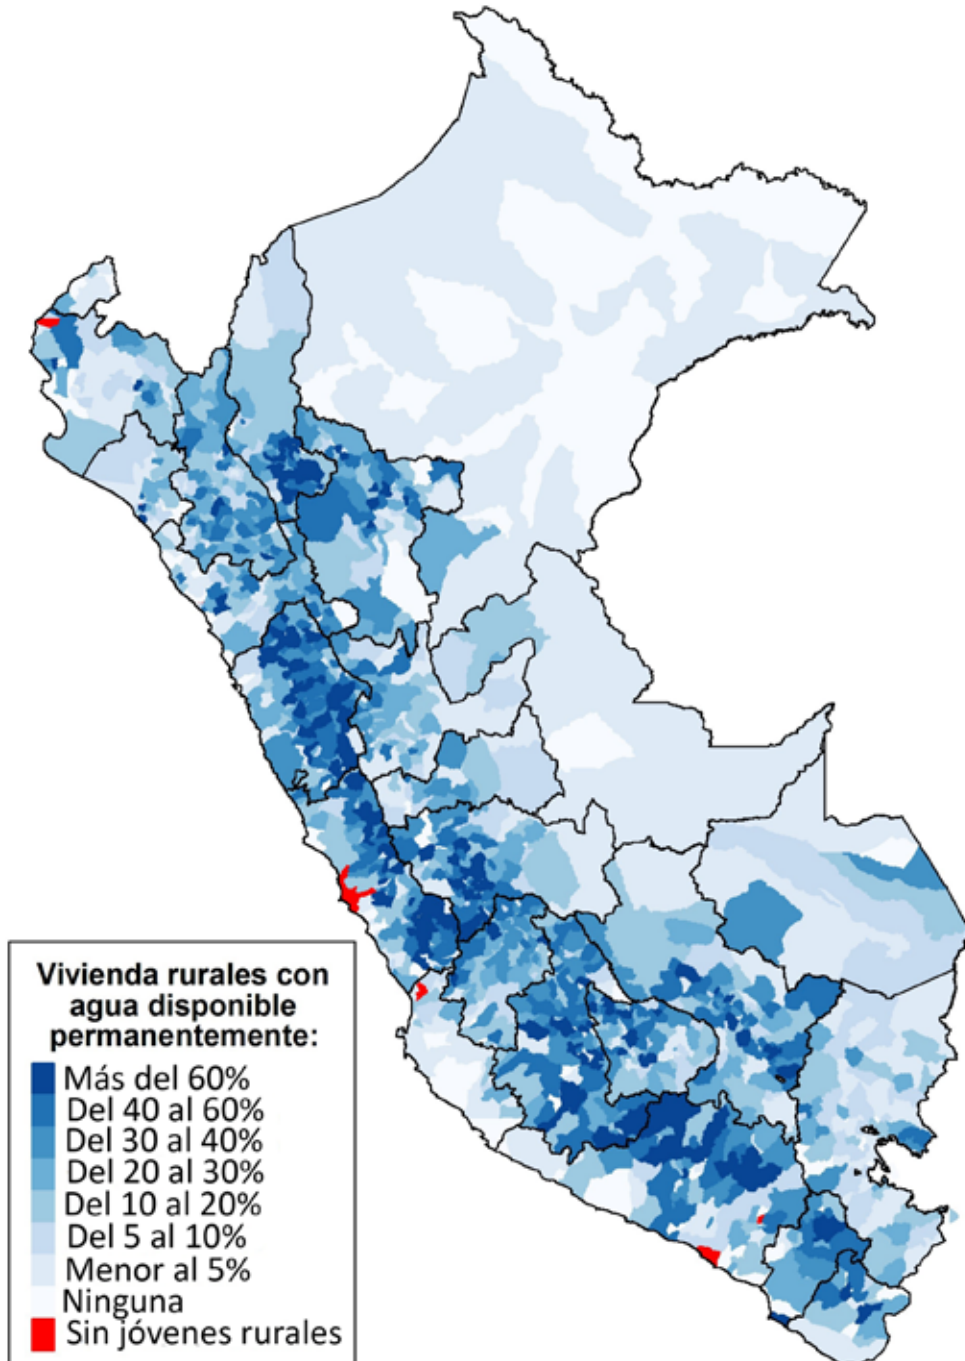 Vivienda rurales con
agua disponible
permanentemente:
Más del 60%
Del 40 al 60%
Del 30 al 40%
Del 20 al 30%
Del 10 al 20%
Del 5 al 10%
Menor al 5%
Ninguna
Sin jóvenes rurales